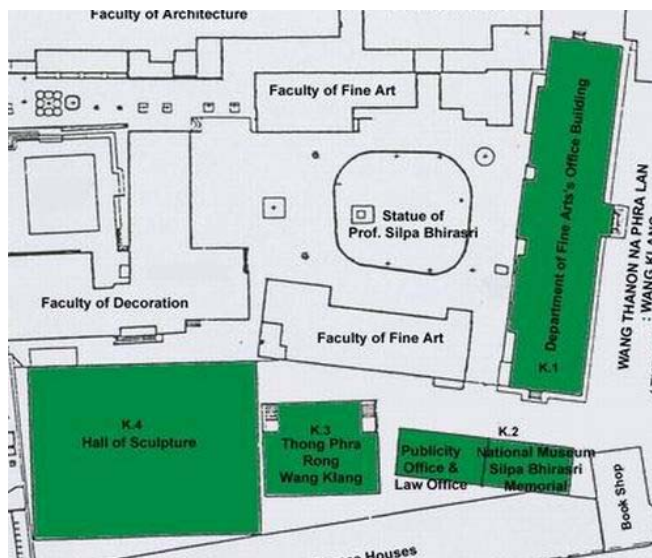 Faculty of Architecture
Faculty of Fine Art
Department of Fine Arts's Office Building
K.1
Statue of
Prof. Silpa Bhirasri
WANG THANON NA PHRA LAN
: WANG KLANG
Faculty of Decoration
Faculty of Fine Art
K.4
Hall of Sculpture
K.3
Thong Phra
Rong
Wang Klang
K.2
Publicity
Office &
Law Office
National Museum
Silpa Bhirasri
Memorial
Book Shop
Houses